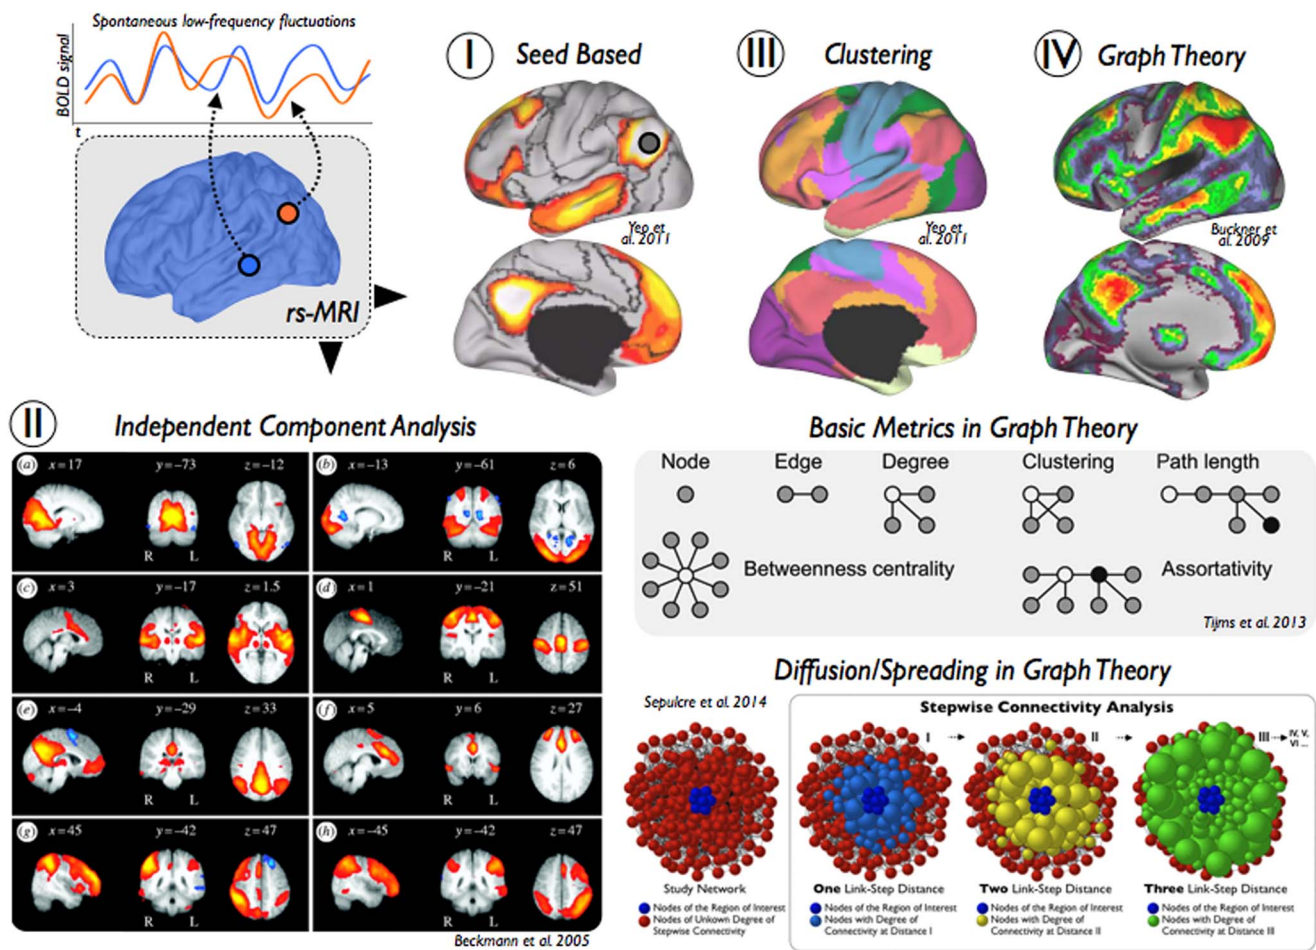 Spontaneous low-frequency fluctuations
BOLD signal
t
rs-MRI
I Seed Based
Yeo et
al. 2011
III Clustering
Yeo et
al. 2011
IV Graph Theory
Buckner et
al. 2009
II Independent Component Analysis
(a) x=17 y=−73 z=−12
R L
(b) x=−13 y=−61 z=6
R L
(c) x=3 y=−17 z=1.5
R L
(d) x=1 y=−21 z=51
R L
(e) x=−4 y=−29 z=33
R L
(f) x=5 y=6 z=27
R L
(g) x=45 y=−42 z=47
R L
(h) x=−45 y=−42 z=47
R L
Beckmann et al. 2005
Basic Metrics in Graph Theory
Node Edge Degree Clustering Path length
Betweenness centrality Assortativity
Tijms et al. 2013
Diffusion/Spreading in Graph Theory
Sepulcre et al. 2014
Stepwise Connectivity Analysis
I II III IV, V,
VI ...
Study Network
Nodes of the Region of Interest
Nodes of Unkown Degree of
Stepwise Connectivity
One Link-Step Distance
Nodes of the Region of Interest
Nodes with Degree of
Connectivity at Distance I
Two Link-Step Distance
Nodes of the Region of Interest
Nodes with Degree of
Connectivity at Distance II
Three Link-Step Distance
Nodes of the Region of Interest
Nodes with Degree of
Connectivity at Distance III